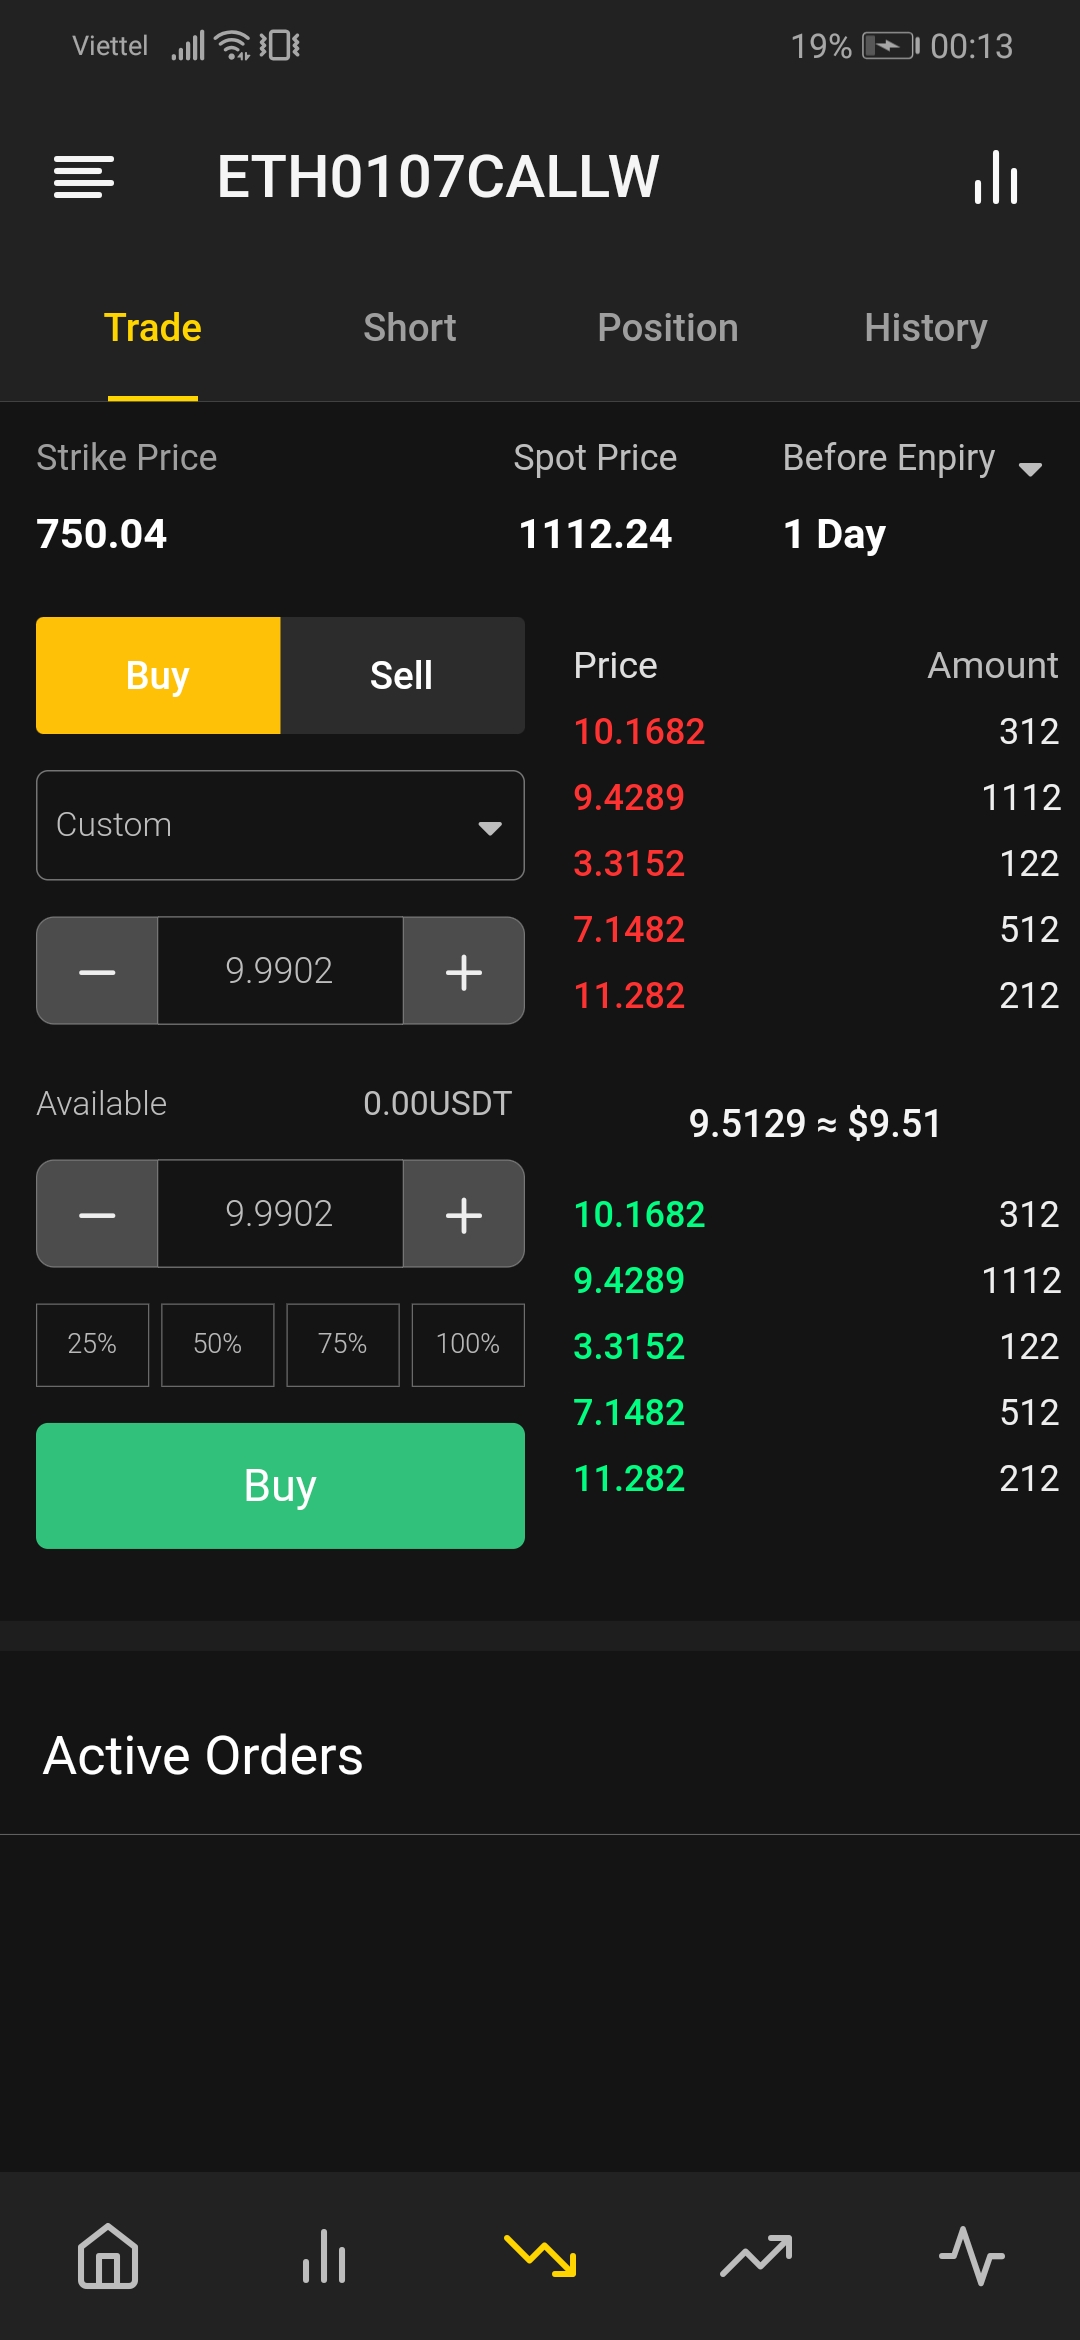 Viettel 19% 00:13
ETH0107CALLW
Trade Short Position History
Strike Price Spot Price Before Enpiry
750.04 1112.24 1 Day
Buy Sell
Custom
9.9902
Available 0.00USDT
9.9902
25% 50% 75% 100%
Buy
Price Amount
10.1682 312
9.4289 1112
3.3152 122
7.1482 512
11.282 212
9.5129 ≈ $9.51
10.1682 312
9.4289 1112
3.3152 122
7.1482 512
11.282 212
Active Orders